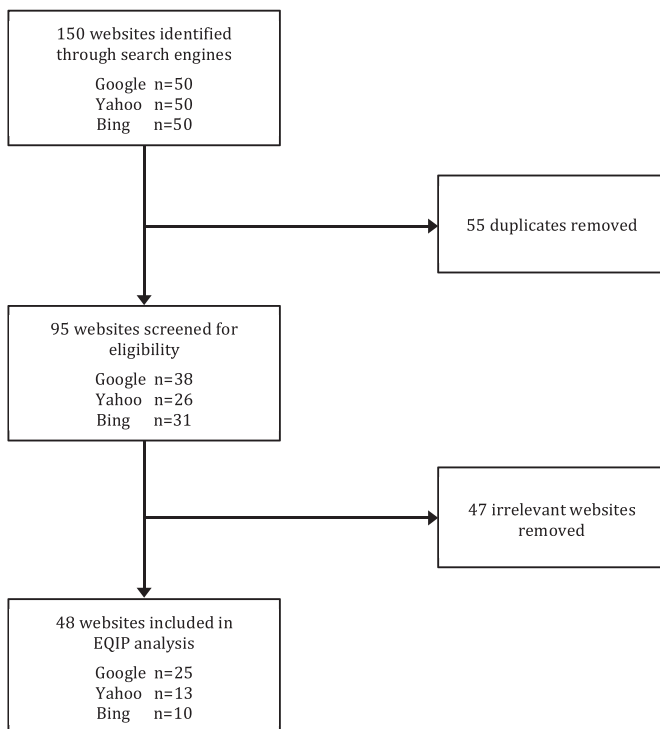 150 websites identified
through search engines
Google n=50
Yahoo n=50
Bing n=50
55 duplicates removed
95 websites screened for
eligibility
Google n=38
Yahoo n=26
Bing n=31
47 irrelevant websites
removed
48 websites included in
EQIP analysis
Google n=25
Yahoo n=13
Bing n=10